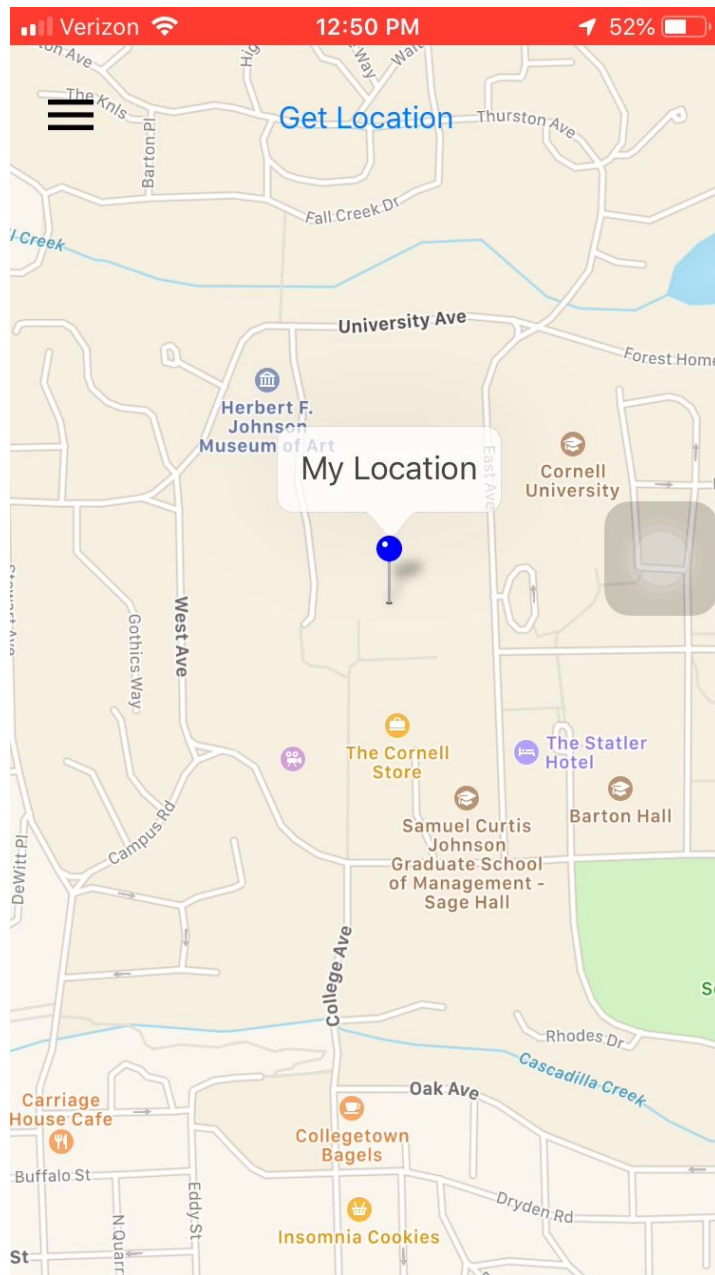 Verizon 12:50 PM 52%
The Knls
Get Location
Thurston Ave
Barton Pl
Fall Creek Dr
Creek
University Ave
Forest Home
Herbert F.
Johnson
Museum of Art
My Location
East Ave
Cornell
University
West Ave
Gothics Way
The Cornell
Store
The Statler
Hotel
Samuel Curtis
Johnson
Graduate School
of Management -
Sage Hall
Barton Hall
Campus Rd
DeWitt Pl
College Ave
Rhodes Dr
Cascadilla Creek
Oak Ave
Carriage
House Cafe
Collegetown
Bagels
Buffalo St
Eddy St
Dryden Rd
Insomnia Cookies
St